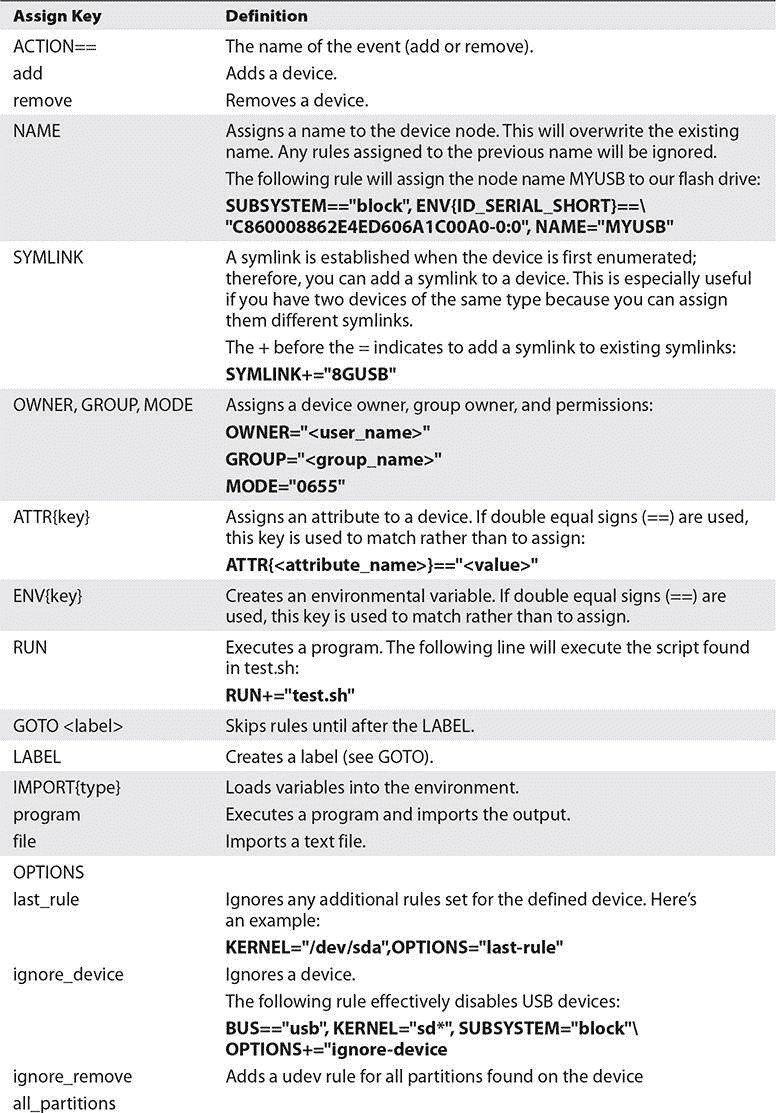 Assign Key Definition
ACTION== The name of the event (add or remove).
add Adds a device.
remove Removes a device.
NAME Assigns a name to the device node. This will overwrite the existing
name. Any rules assigned to the previous name will be ignored.
The following rule will assign the node name MYUSB to our flash drive:
SUBSYSTEM=="block", ENV{ID_SERIAL_SHORT}==\
"C860008862E4ED606A1C00A0-0:0", NAME="MYUSB"
SYMLINK A symlink is established when the device is first enumerated;
therefore, you can add a symlink to a device. This is especially useful
if you have two devices of the same type because you can assign
them different symlinks.
The + before the = indicates to add a symlink to existing symlinks:
SYMLINK+="8GUSB"
OWNER, GROUP, MODE Assigns a device owner, group owner, and permissions:
OWNER="<user_name>"
GROUP="<group_name>"
MODE="0655"
ATTR{key} Assigns an attribute to a device. If double equal signs (==) are used,
this key is used to match rather than to assign:
ATTR{<attribute_name>}=="<value>"
ENV{key} Creates an environmental variable. If double equal signs (==) are
used, this key is used to match rather than to assign.
RUN Executes a program. The following line will execute the script found
in test.sh:
RUN+="test.sh"
GOTO <label> Skips rules until after the LABEL.
LABEL Creates a label (see GOTO).
IMPORT{type} Loads variables into the environment.
program Executes a program and imports the output.
file Imports a text file.
OPTIONS
last_rule Ignores any additional rules set for the defined device. Here's
an example:
KERNEL="/dev/sda",OPTIONS="last-rule"
ignore_device Ignores a device.
The following rule effectively disables USB devices:
BUS=="usb", KERNEL="sd*", SUBSYSTEM="block"\
OPTIONS+="ignore-device
ignore_remove Adds a udev rule for all partitions found on the device
all_partitions